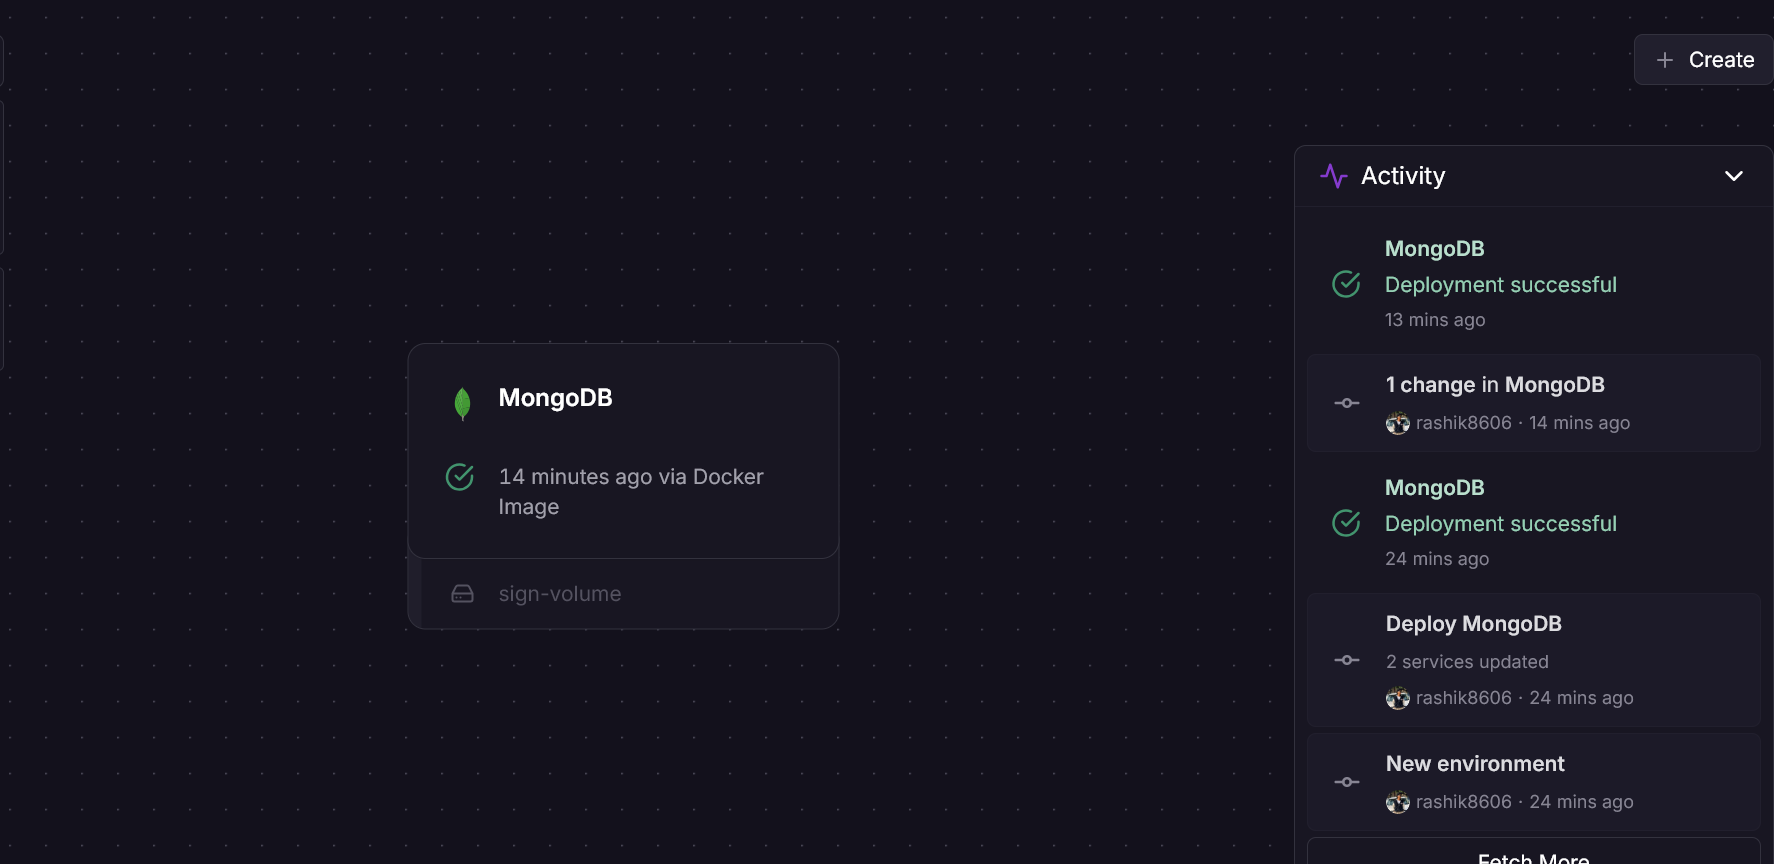 Create
Activity
MongoDB
Deployment successful
13 mins ago
1 change in MongoDB
rashik8606 · 14 mins ago
MongoDB
Deployment successful
24 mins ago
Deploy MongoDB
2 services updated
rashik8606 · 24 mins ago
New environment
rashik8606 · 24 mins ago
Fetch More
MongoDB
14 minutes ago via Docker
Image
sign-volume